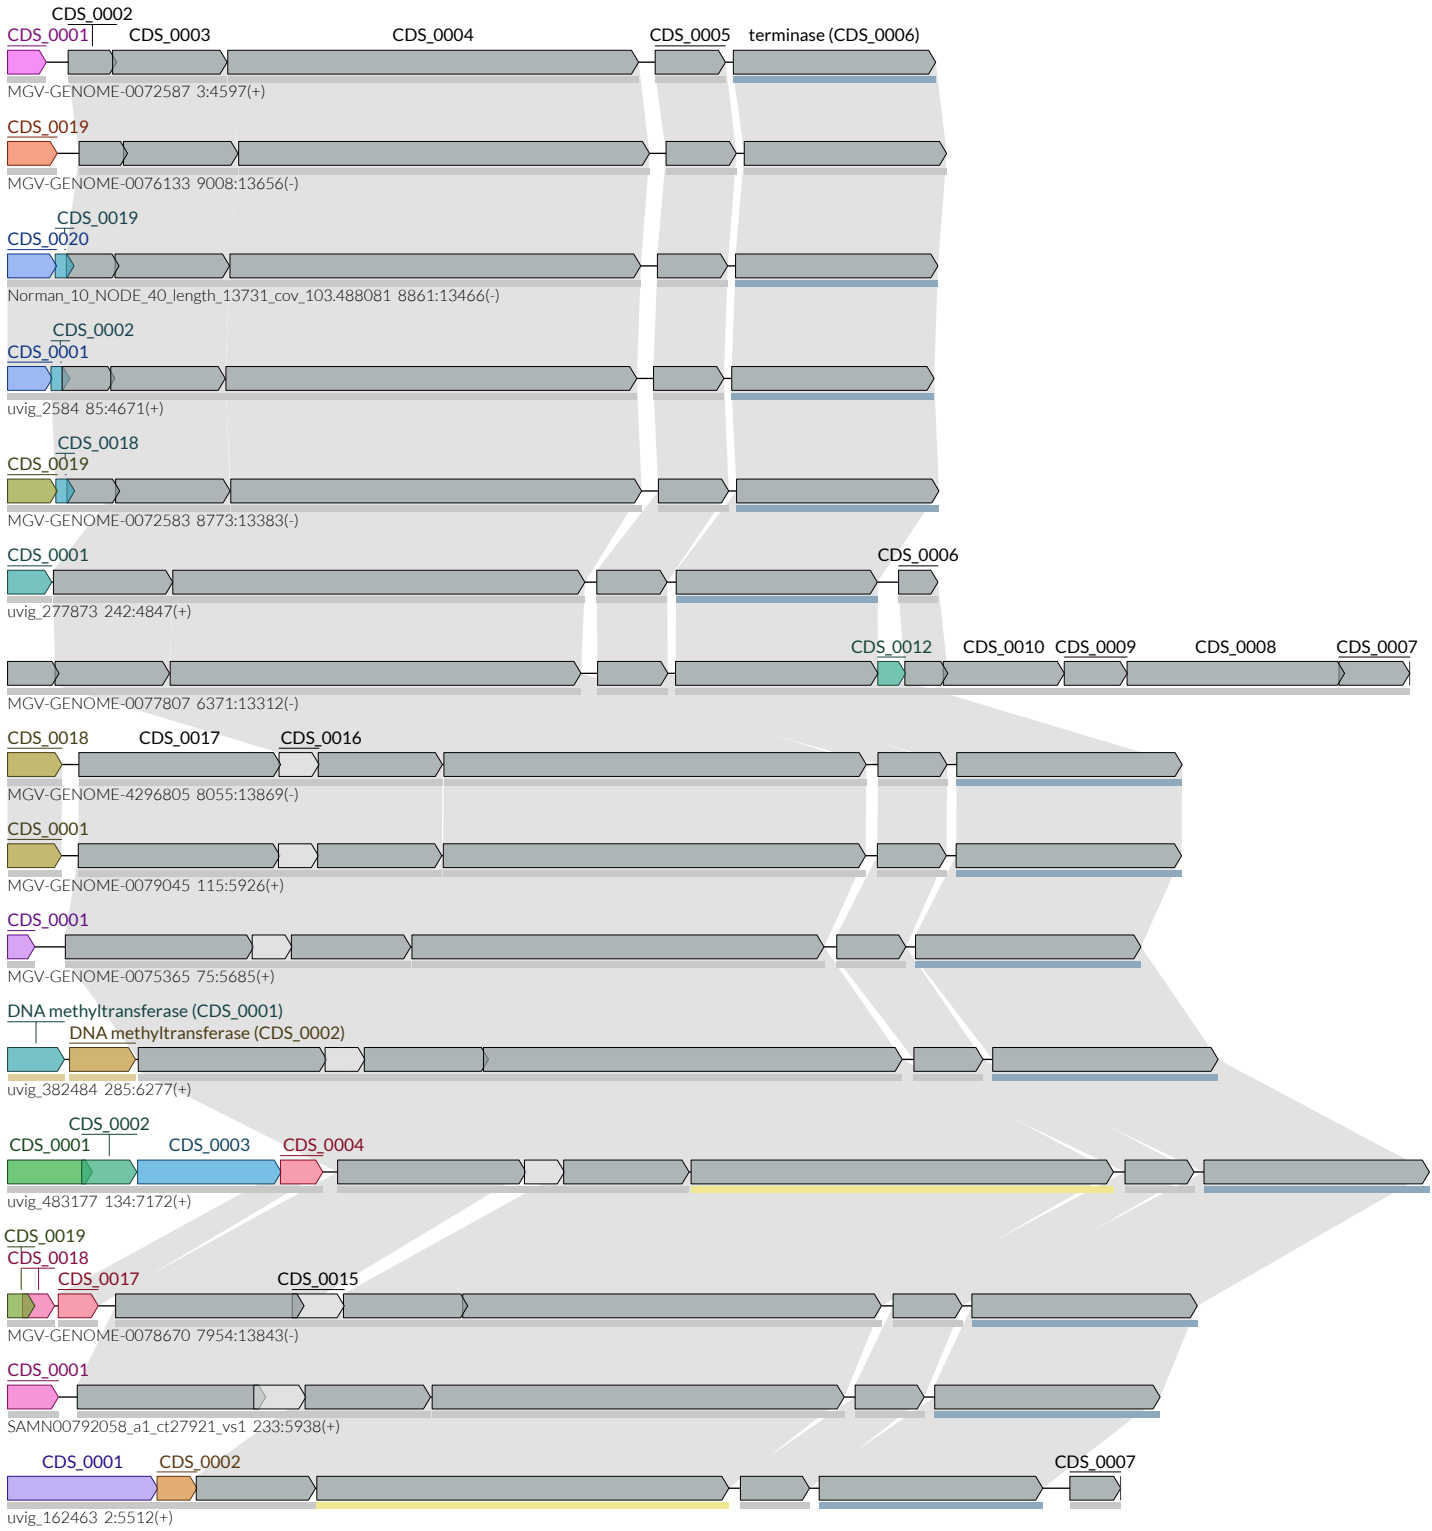 CDS_0002
CDS_0001 CDS_0003 CDS_0004 CDS_0005 terminase (CDS_0006)
MGV-GENOME-0072587 3:4597(+)
CDS_0019
MGV-GENOME-0076133 9008:13656(-)
CDS_0019
CDS_0020
Norman_10_NODE_40_length_13731_cov_103.488081 8861:13466(-)
CDS_0002
CDS_0001
uvig_2584 85:4671(+)
CDS_0018
CDS_0019
MGV-GENOME-0072583 8773:13383(-)
CDS_0001 CDS_0006
uvig_277873 242:4847(+)
CDS_0012 CDS_0010 CDS_0009 CDS_0008 CDS_0007
MGV-GENOME-0077807 6371:13312(-)
CDS_0018 CDS_0017 CDS_0016
MGV-GENOME-4296805 8055:13869(-)
CDS_0001
MGV-GENOME-0079045 115:5926(+)
CDS_0001
MGV-GENOME-0075365 75:5685(+)
DNA methyltransferase (CDS_0001)
DNA methyltransferase (CDS_0002)
uvig_382484 285:6277(+)
CDS_0002
CDS_0001 CDS_0003 CDS_0004
uvig_483177 134:7172(+)
CDS_0019
CDS_0018
CDS_0017 CDS_0015
MGV-GENOME-0078670 7954:13843(-)
CDS_0001
SAMN00792058_a1_ct27921_vs1 233:5938(+)
CDS_0001 CDS_0002 CDS_0007
uvig_162463 2:5512(+)